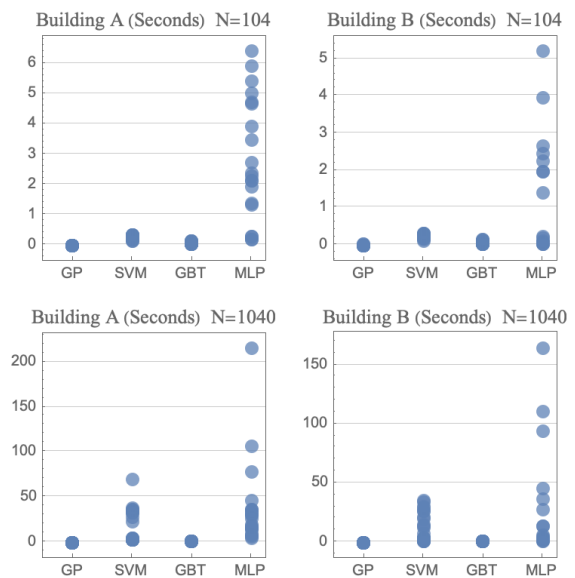 Building A (Seconds) N=104
6
5
4
3
2
1
0
GP SVM GBT MLP
Building B (Seconds) N=104
5
4
3
2
1
0
GP SVM GBT MLP
Building A (Seconds) N=1040
200
150
100
50
0
GP SVM GBT MLP
Building B (Seconds) N=1040
150
100
50
0
GP SVM GBT MLP